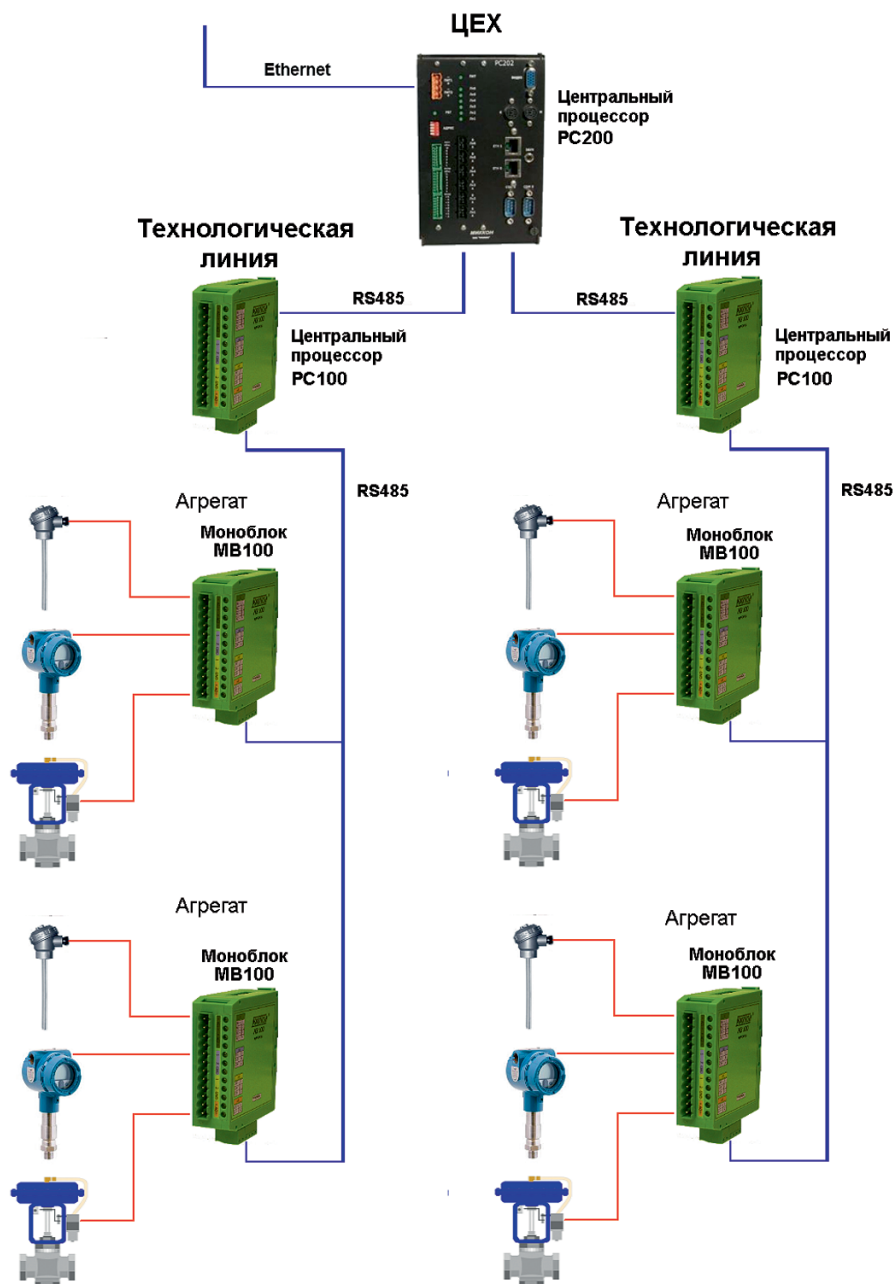 ЦЕХ
Ethernet
PC202
Центральный
процессор
PC200
Технологическая
линия
Технологическая
линия
RS485
RS485
Центральный
процессор
PC100
Центральный
процессор
PC100
RS485
RS485
Агрегат
Моноблок
MB100
Агрегат
Моноблок
MB100
Агрегат
Моноблок
MB100
Агрегат
Моноблок
MB100